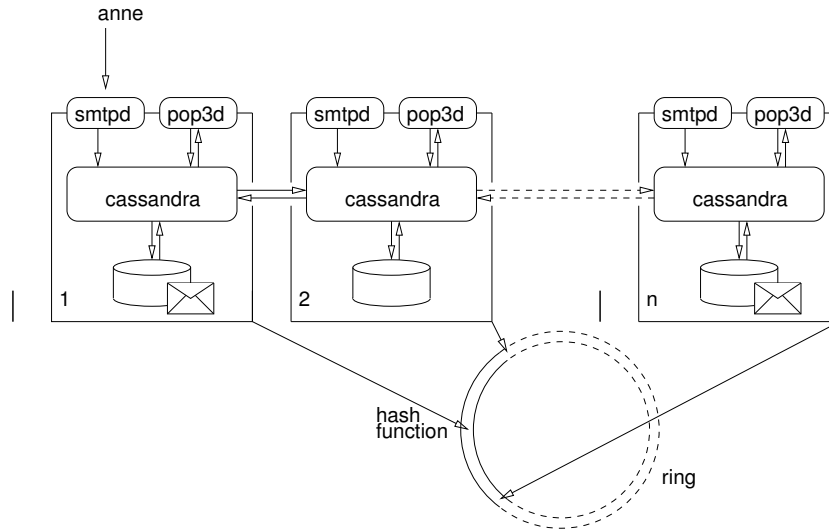 anne
smtpd pop3d smtpd pop3d smtpd pop3d
cassandra cassandra cassandra
1 2 n
hash
function
ring